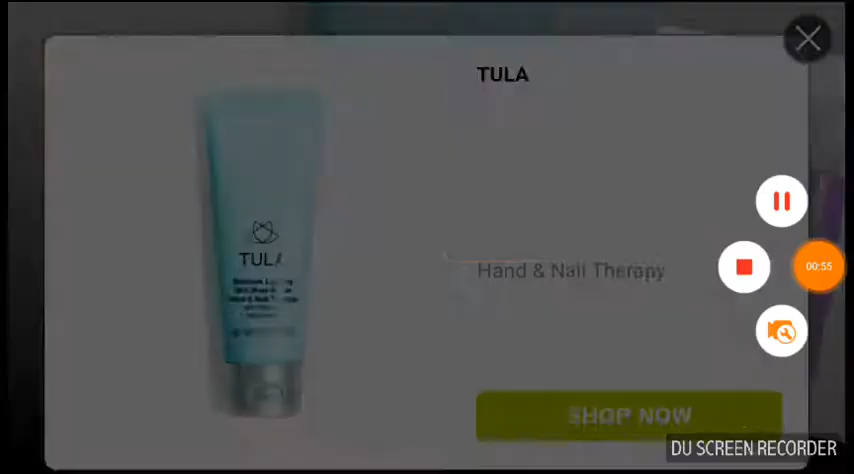 TULA
TULA
Hand & Nail Therapy
00:55
SHOP NOW
DU SCREEN RECORDER